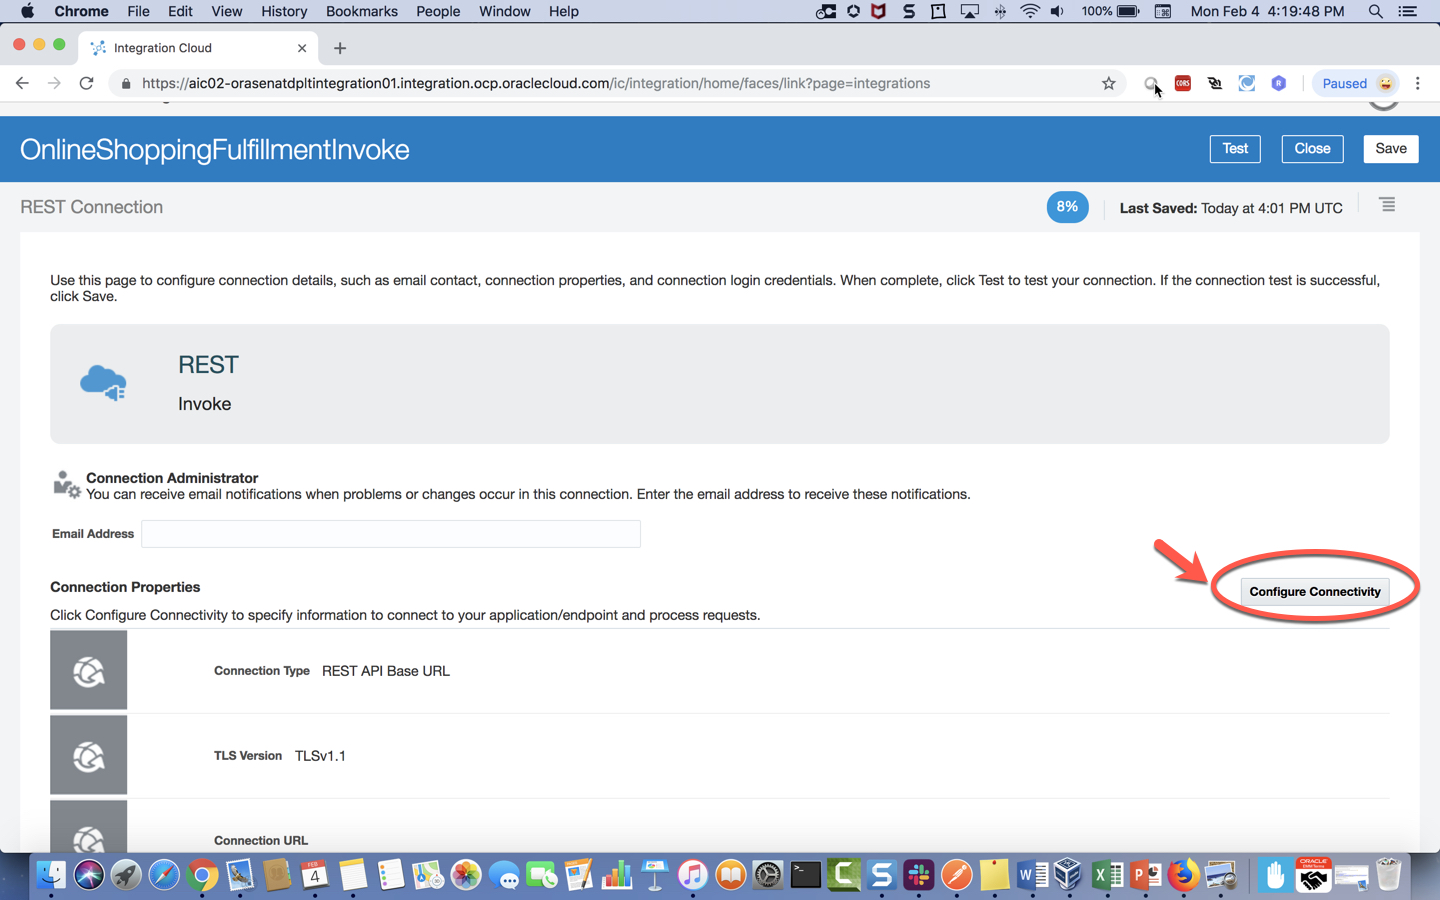 Chrome File Edit View History Bookmarks People Window Help 100% Mon Feb 4 4:19:48 PM
Integration Cloud
https://aic02-orasenatdpltintegration01.integration.ocp.oraclecloud.com/ic/integration/home/faces/link?page=integrations
CORS
R
Paused
OnlineShoppingFulfillmentInvoke
Test
Close
Save
REST Connection
8%
Last Saved: Today at 4:01 PM UTC
Use this page to configure connection details, such as email contact, connection properties, and connection login credentials. When complete, click Test to test your connection. If the connection test is successful,
click Save.
REST
Invoke
Connection Administrator
You can receive email notifications when problems or changes occur in this connection. Enter the email address to receive these notifications.
Email Address
Connection Properties
Configure Connectivity
Click Configure Connectivity to specify information to connect to your application/endpoint and process requests.
Connection Type REST API Base URL
TLS Version TLSv1.1
Connection URL
FEB
4
ORACLE